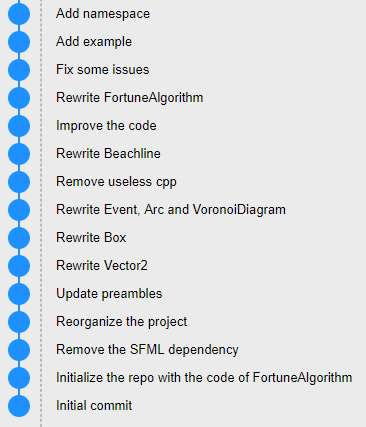 Add namespace
Add example
Fix some issues
Rewrite FortuneAlgorithm
Improve the code
Rewrite Beachline
Remove useless cpp
Rewrite Event, Arc and VoronoiDiagram
Rewrite Box
Rewrite Vector2
Update preambles
Reorganize the project
Remove the SFML dependency
Initialize the repo with the code of FortuneAlgorithm
Initial commit